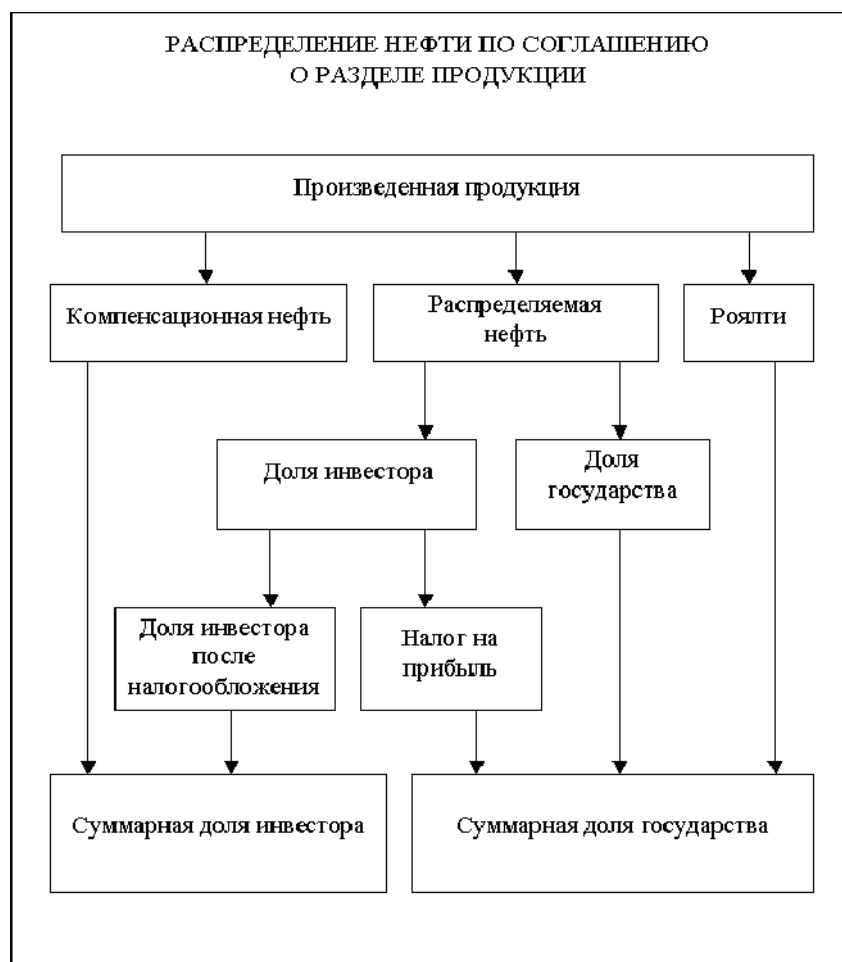 РАСПРЕДЕЛЕНИЕ НЕФТИ ПО СОГЛАШЕНИЮ
О РАЗДЕЛЕ ПРОДУКЦИИ
Произведенная продукция
Компенсационная нефть
Распределяемая
нефть
Роялти
Доля инвестора
Доля
государства
Доля инвестора
после
налогообложения
Налог на
прибыль
Суммарная доля инвестора
Суммарная доля государства